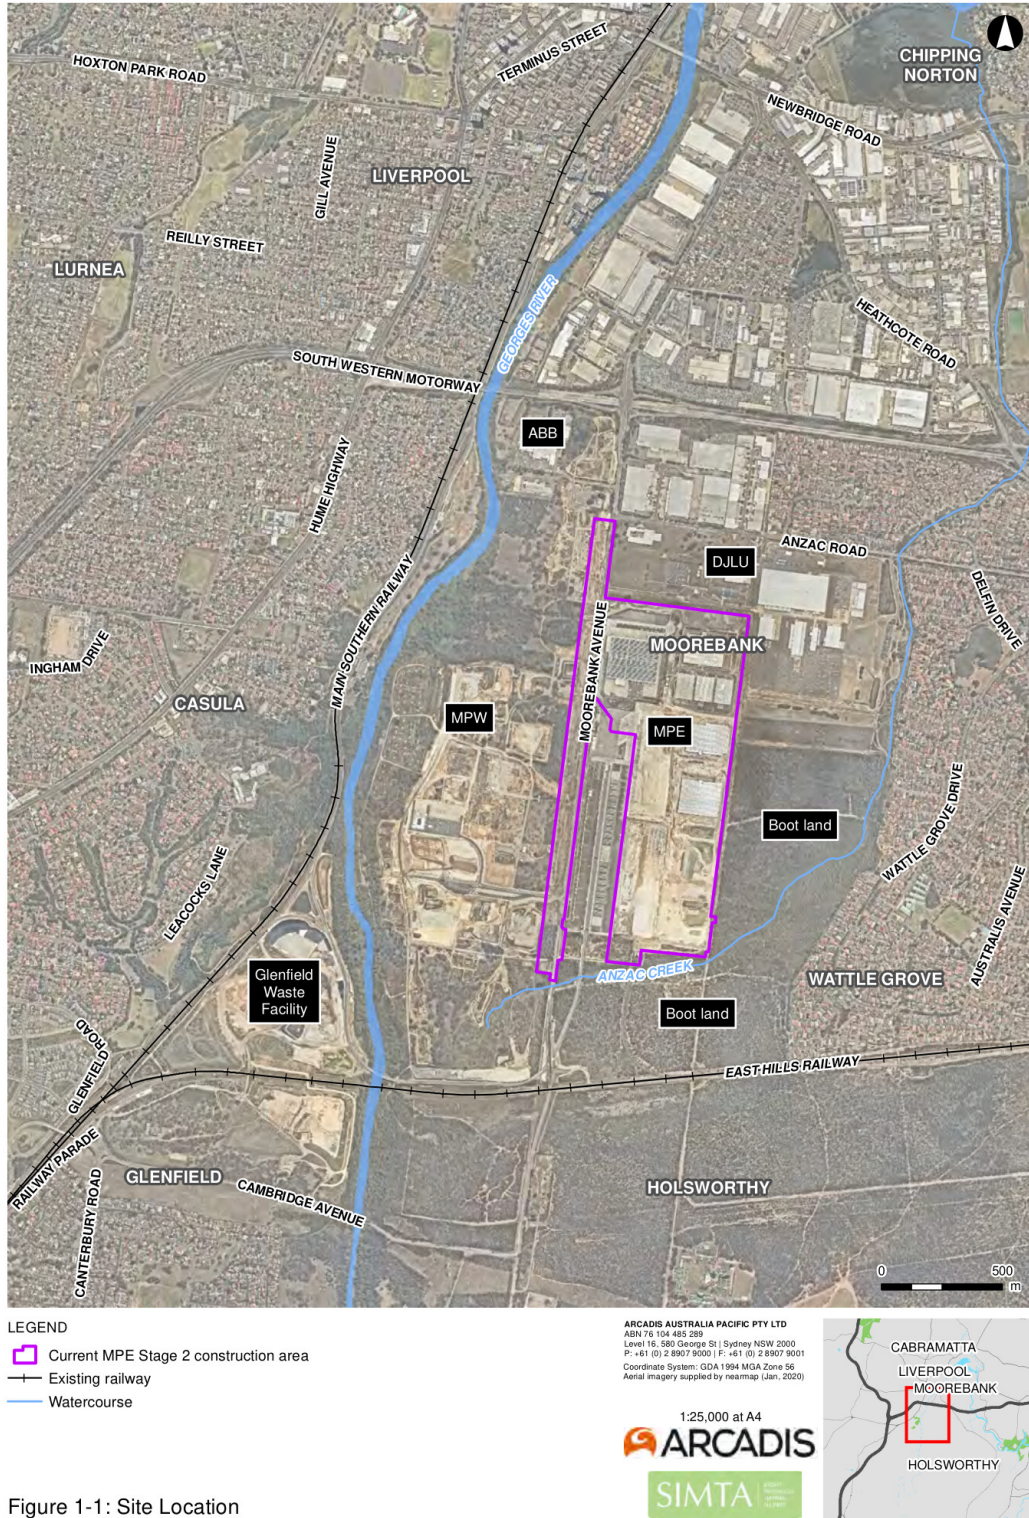 CHIPPING
NORTON
HOXTON PARK ROAD
TERMINUS STREET
NEWBRIDGE ROAD
GILL AVENUE
LIVERPOOL
REILLY STREET
LURNEA
GEORGES RIVER
HEATHCOTE ROAD
SOUTH WESTERN MOTORWAY
ABB
HUME HIGHWAY
ANZAC ROAD
DJLU
DELFIN DRIVE
MAIN SOUTHERN RAILWAY
MOOREBANK AVENUE
MOOREBANK
INGHAM DRIVE
CASULA
MPW
MPE
Boot land
WATTLE GROVE DRIVE
LEACOCKS LANE
AUSTRALIS AVENUE
Glenfield
Waste
Facility
ANZAC CREEK
WATTLE GROVE
Boot land
GLENFIELD
ROAD
EAST HILLS RAILWAY
RAILWAY PARADE
GLENFIELD
CANTERBURY ROAD
CAMBRIDGE AVENUE
HOLSWORTHY
0 500
m
LEGEND
Current MPE Stage 2 construction area
Existing railway
Watercourse
ARCADIS AUSTRALIA PACIFIC PTY LTD
ABN 76 104 485 289
Level 16, 580 George St | Sydney NSW 2000
P: +61 (0) 2 8907 9000 | F: +61 (0) 2 8907 9001
Coordinate System: GDA 1994 MGA Zone 56
Aerial imagery supplied by nearmap (Jan, 2020)
1:25,000 at A4
ARCADIS
SIMTA
CABRAMATTA
LIVERPOOL
MOOREBANK
HOLSWORTHY
Figure 1-1: Site Location